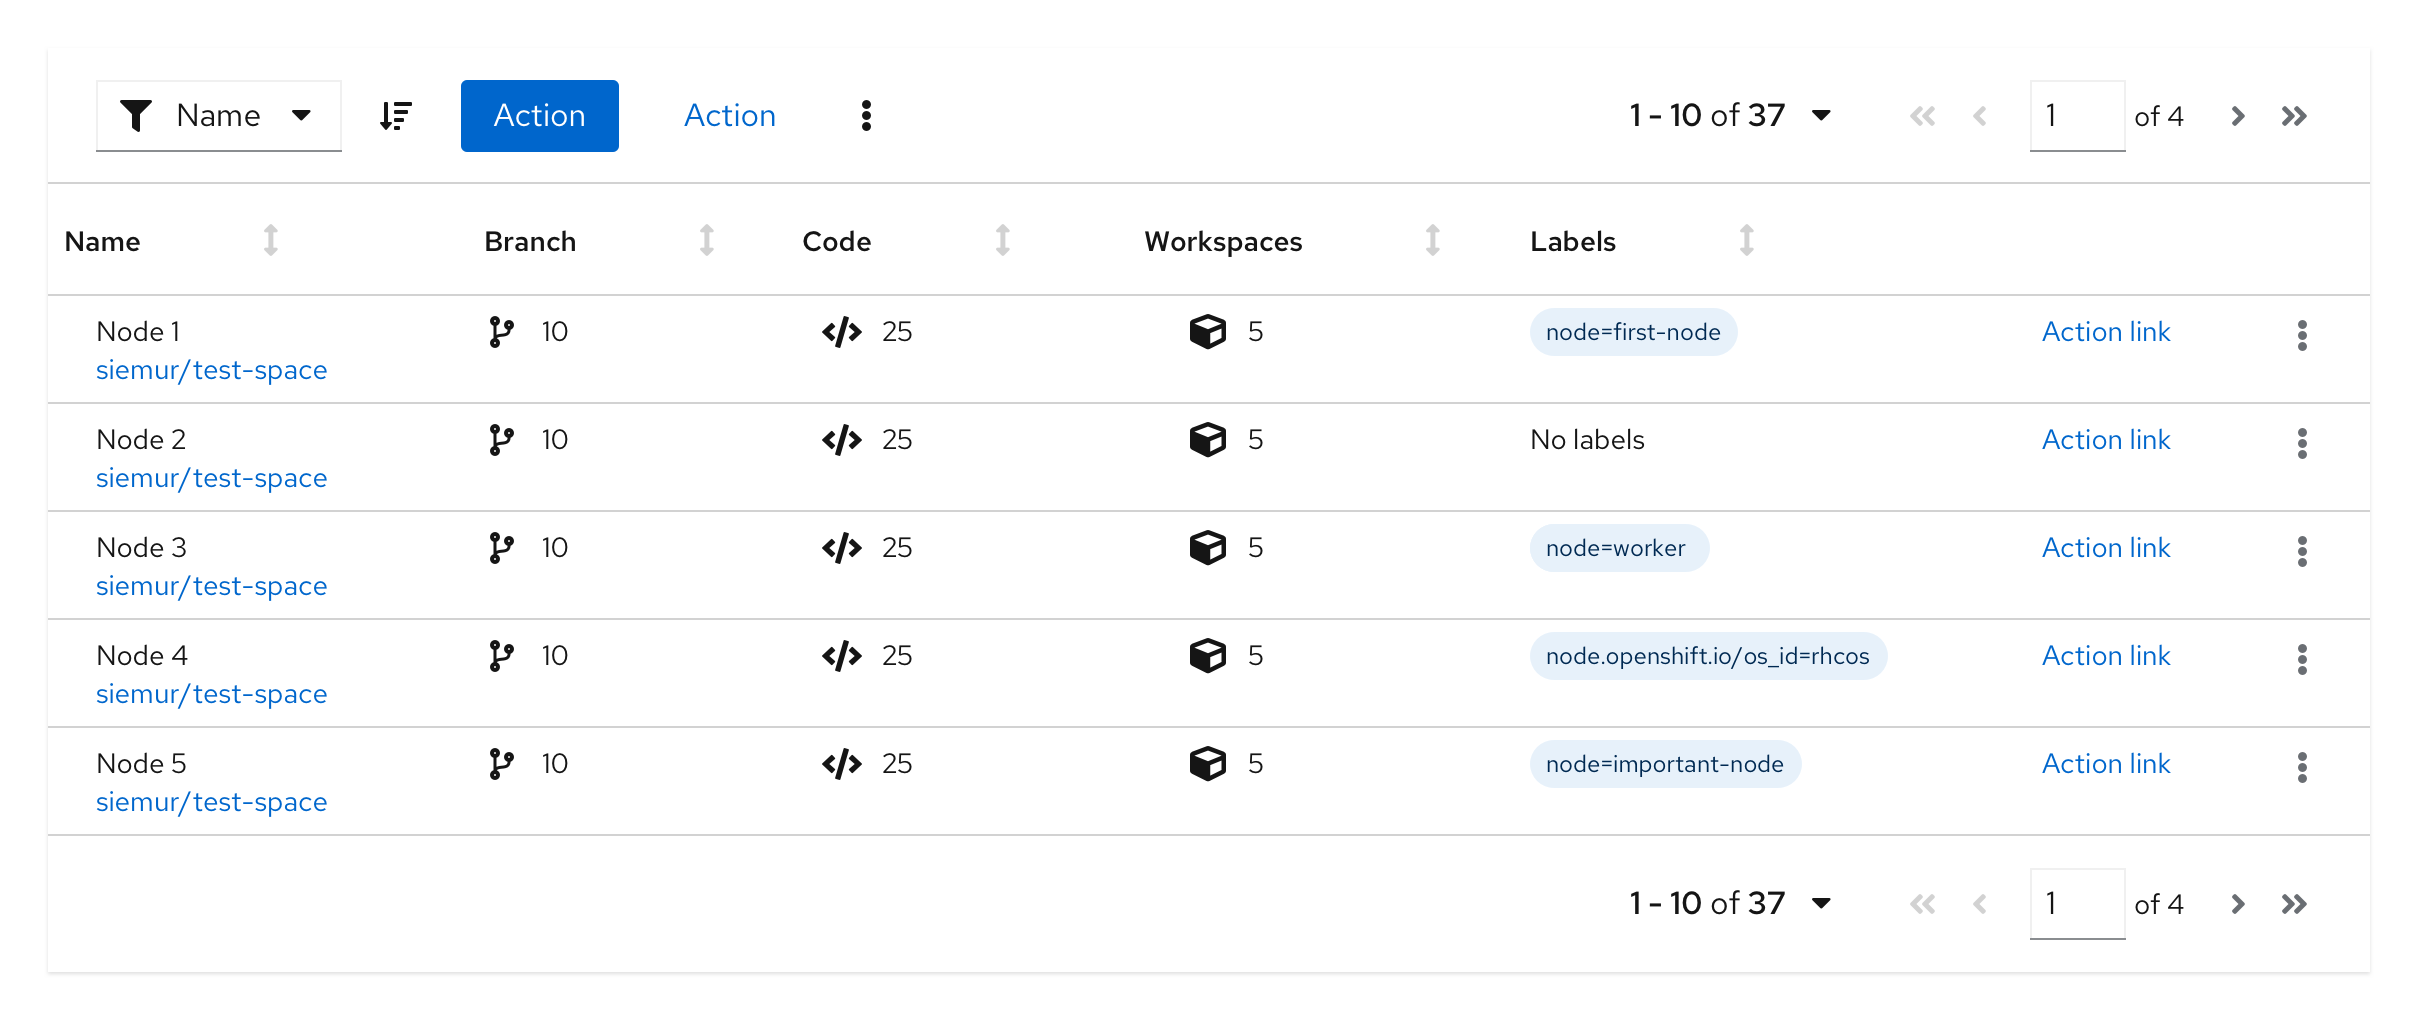 Name Action Action 1 - 10 of 37 1 of 4
Name Branch Code Workspaces Labels
Node 1 10 25 5 node=first-node Action link
siemur/test-space
Node 2 10 25 5 No labels Action link
siemur/test-space
Node 3 10 25 5 node=worker Action link
siemur/test-space
Node 4 10 25 5 node.openshift.io/os_id=rhcos Action link
siemur/test-space
Node 5 10 25 5 node=important-node Action link
siemur/test-space
1 - 10 of 37 1 of 4